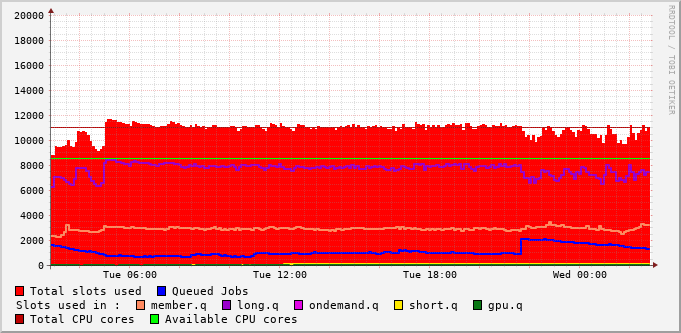 20000
18000
16000
14000
12000
10000
8000
6000
4000
2000
0
Tue 06:00 Tue 12:00 Tue 18:00 Wed 00:00
RRDTOOL / TOBI OETIKER
Total slots used Queued Jobs
Slots used in : member.q long.q ondemand.q short.q gpu.q
Total CPU cores Available CPU cores